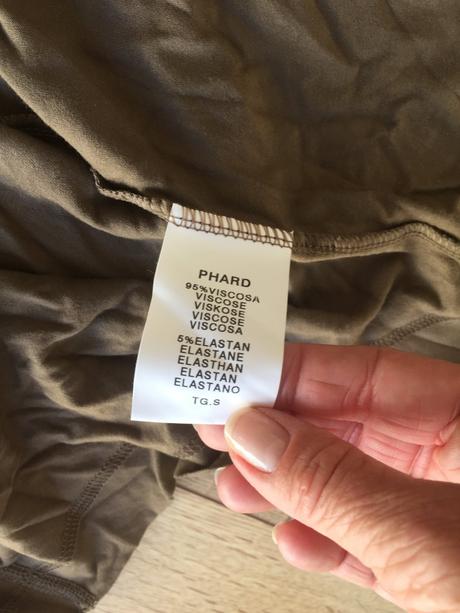 PHARD
95%VISCOSA
VISCOSE
VISKOSE
VISCOSE
VISCOSA
5%ELASTAN
ELASTANE
ELASTHAN
ELASTAN
ELASTANO
TG.S